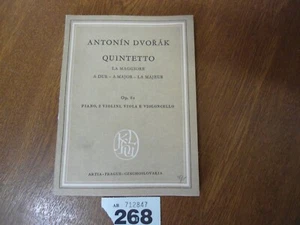 ANTONÍN DVOŘÁK
QUINTETTO
LA MAGGIORE
A DUR – A MAJOR – LA MAJEUR
Op. 81
PIANO, 2 VIOLINI, VIOLA E VIOLONCELLO
ARTIA – PRAGUE – CZECHOSLOVAKIA
AM 712847
268